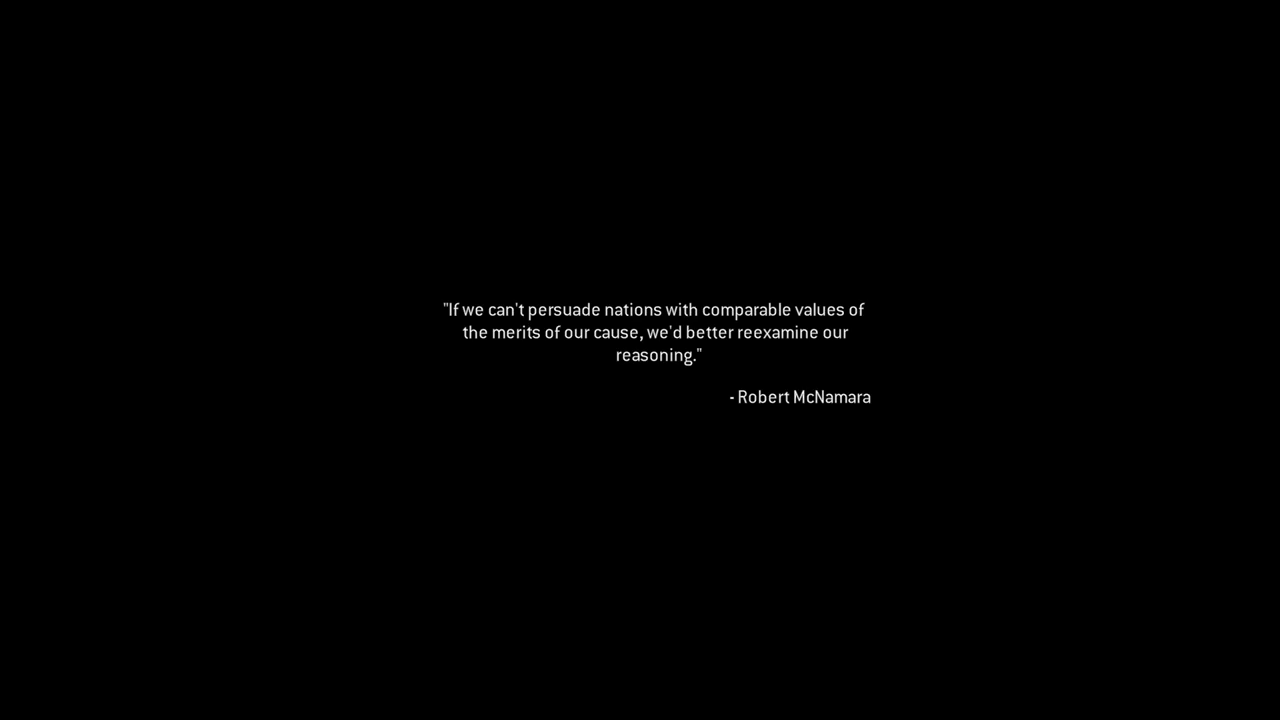 "If we can't persuade nations with comparable values of
the merits of our cause, we'd better reexamine our
reasoning."
- Robert McNamara